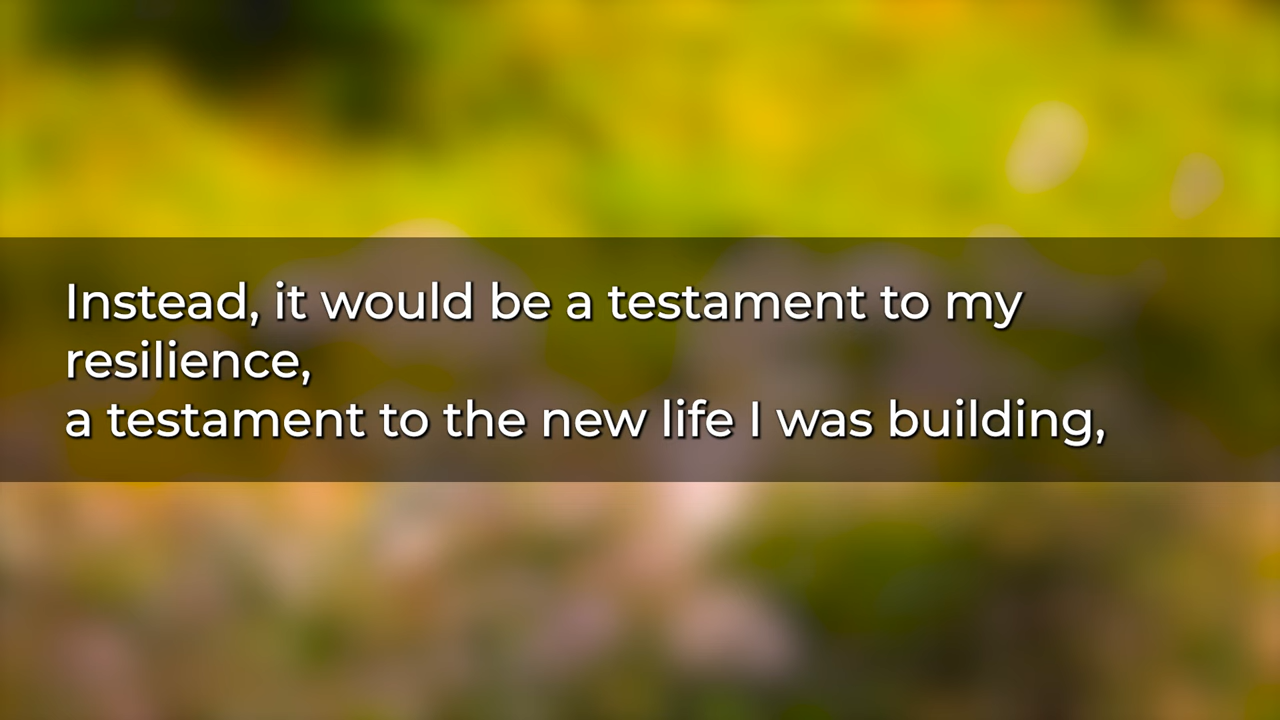 Instead, it would be a testament to my
resilience,
a testament to the new life I was building,